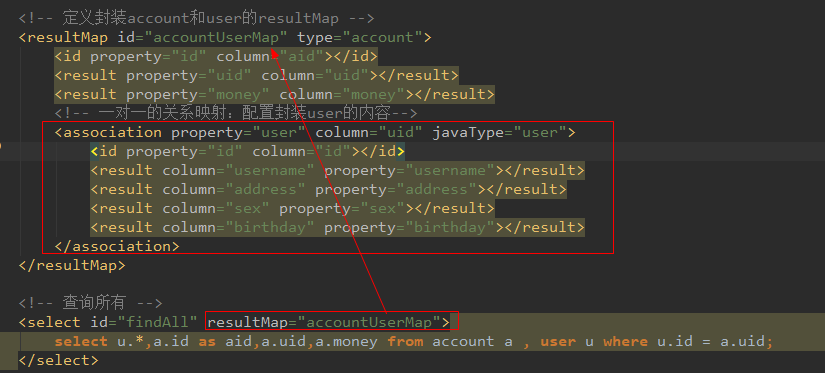 <!-- 定义封装account和user的resultMap -->
<resultMap id="accountUserMap" type="account">
<id property="id" column="aid"></id>
<result property="uid" column="uid"></result>
<result property="money" column="money"></result>
<!-- 一对一的关系映射：配置封装user的内容-->
<association property="user" column="uid" javaType="user">
<id property="id" column="id"></id>
<result column="username" property="username"></result>
<result column="address" property="address"></result>
<result column="sex" property="sex"></result>
<result column="birthday" property="birthday"></result>
</association>
</resultMap>
<!-- 查询所有 -->
<select id="findAll" resultMap="accountUserMap">
select u.*,a.id as aid,a.uid,a.money from account a , user u where u.id = a.uid;
</select>